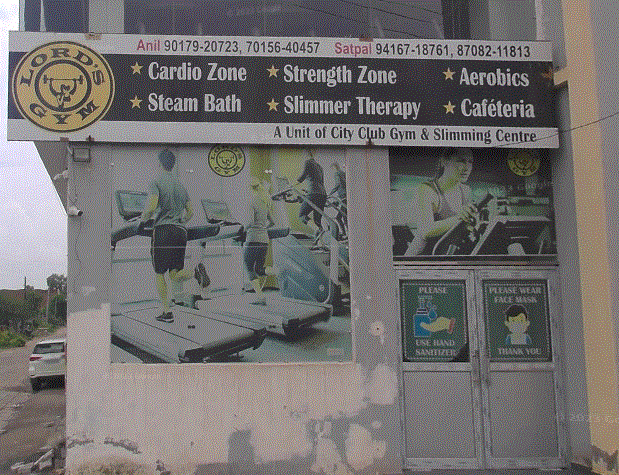 Anil 90179-20723, 70156-40457 Satpal 94167-18761, 87082-11813
LORD'S
GYM
Cardio Zone Strength Zone Aerobics
Steam Bath Slimmer Therapy Caféteria
A Unit of City Club Gym & Slimming Centre
PLEASE
USE HAND
SANITIZER
PLEASE WEAR
FACE MASK
THANK YOU